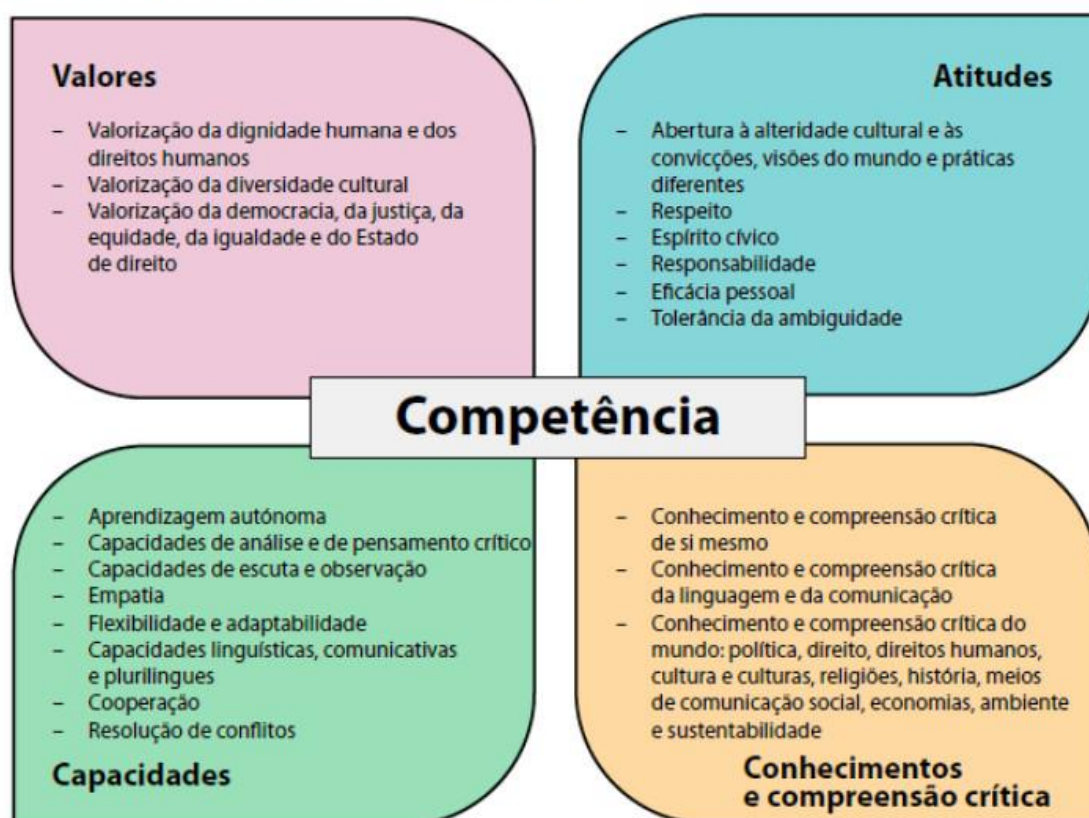 Valores
– Valorização da dignidade humana e dos
direitos humanos
– Valorização da diversidade cultural
– Valorização da democracia, da justiça, da
equidade, da igualdade e do Estado
de direito
Atitudes
– Abertura à alteridade cultural e às
convicções, visões do mundo e práticas
diferentes
– Respeito
– Espírito cívico
– Responsabilidade
– Eficácia pessoal
– Tolerância da ambiguidade
Competência
– Aprendizagem autónoma
– Capacidades de análise e de pensamento crítico
– Capacidades de escuta e observação
– Empatia
– Flexibilidade e adaptabilidade
– Capacidades linguísticas, comunicativas
e plurilingues
– Cooperação
– Resolução de conflitos
Capacidades
– Conhecimento e compreensão crítica
de si mesmo
– Conhecimento e compreensão crítica
da linguagem e da comunicação
– Conhecimento e compreensão crítica do
mundo: política, direito, direitos humanos,
cultura e culturas, religiões, história, meios
de comunicação social, economias, ambiente
e sustentabilidade
Conhecimentos
e compreensão crítica